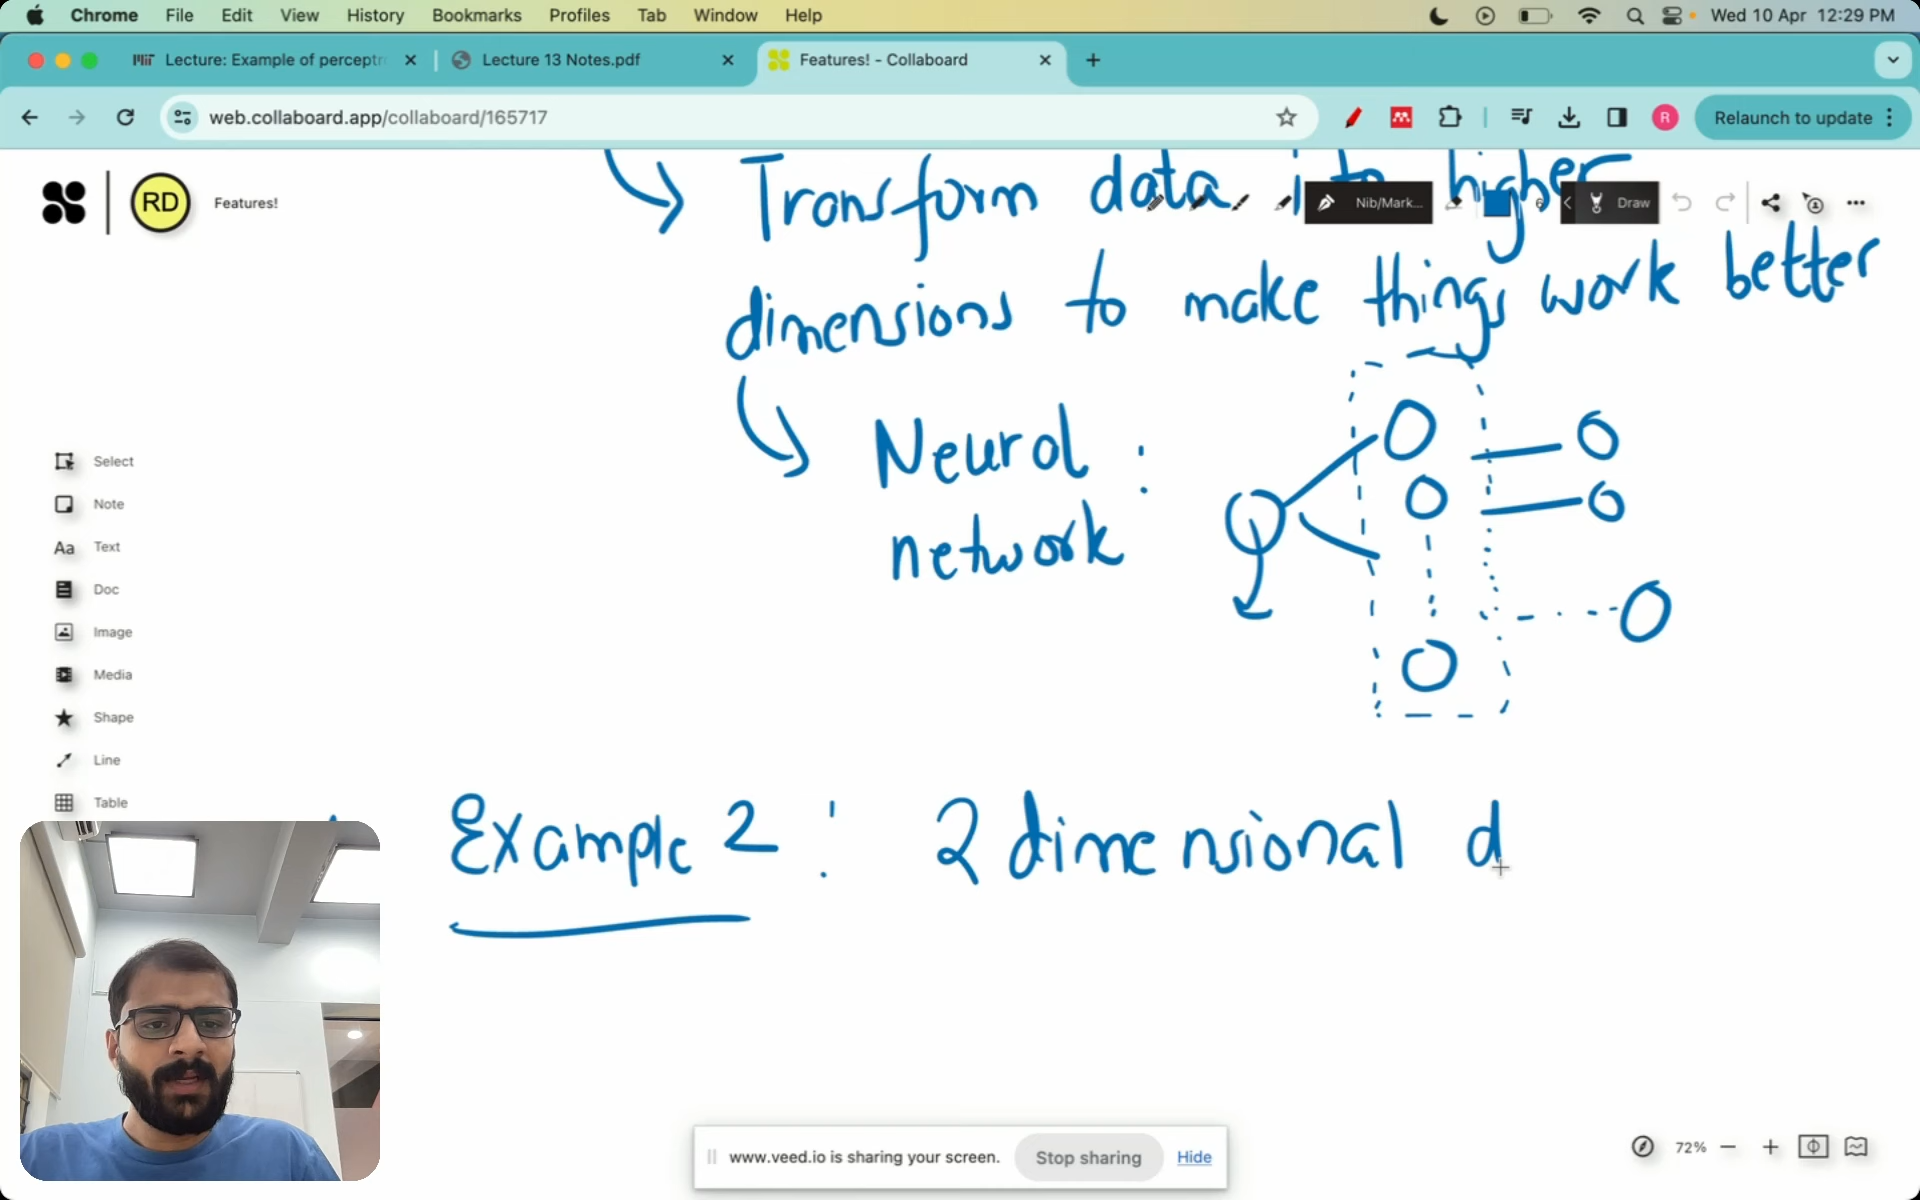 Chrome File Edit View History Bookmarks Profiles Tab Window Help Wed 10 Apr 12:29 PM
MIT Lecture: Example of perceptr Lecture 13 Notes.pdf Features! - Collaboard
web.collaboard.app/collaboard/165717 R Relaunch to update
RD Features! Nib/Mark... 6 Draw
Transform data into higher
dimensions to make things work better
Neural :
network
Select
Note
Aa Text
Doc
Image
Media
Shape
Line
Table
Example 2 : 2 dimensional d
www.veed.io is sharing your screen. Stop sharing Hide
72%